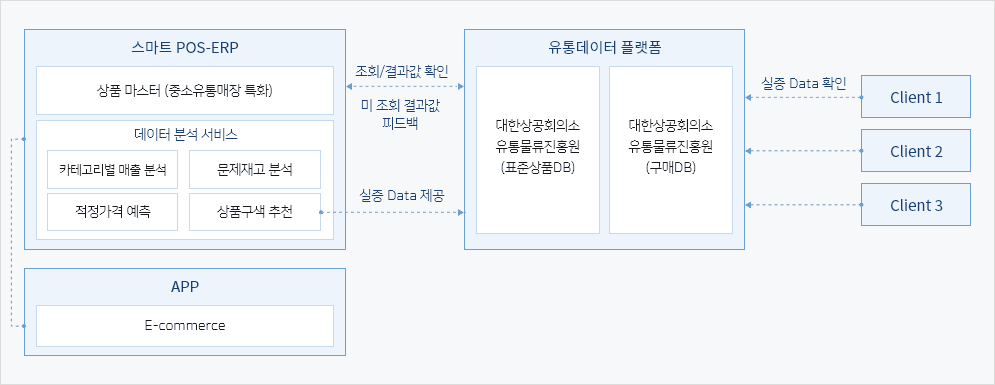 스마트 POS-ERP
상품 마스터 (중소유통매장 특화)
데이터 분석 서비스
카테고리별 매출 분석
문제재고 분석
적정가격 예측
상품구색 추천
APP
E-commerce
조회/결과값 확인
미 조회 결과값
피드백
실증 Data 제공
유통데이터 플랫폼
대한상공회의소
유통물류진흥원
(표준상품DB)
대한상공회의소
유통물류진흥원
(구매DB)
실증 Data 확인
Client 1
Client 2
Client 3